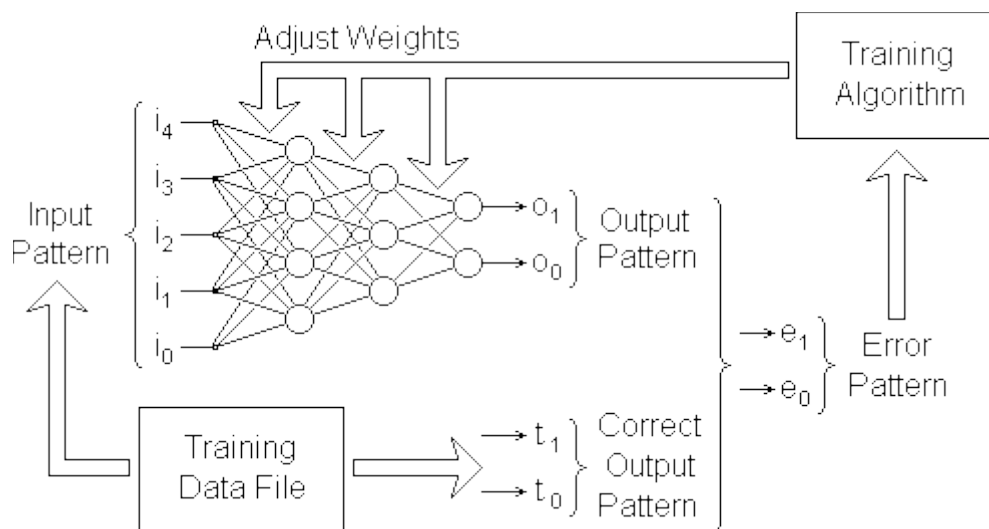 Adjust Weights
Training
Algorithm
i4
i3
i2
i1
i0
Input
Pattern
o1
o0
Output
Pattern
e1
e0
Error
Pattern
Training
Data File
t1
t0
Correct
Output
Pattern